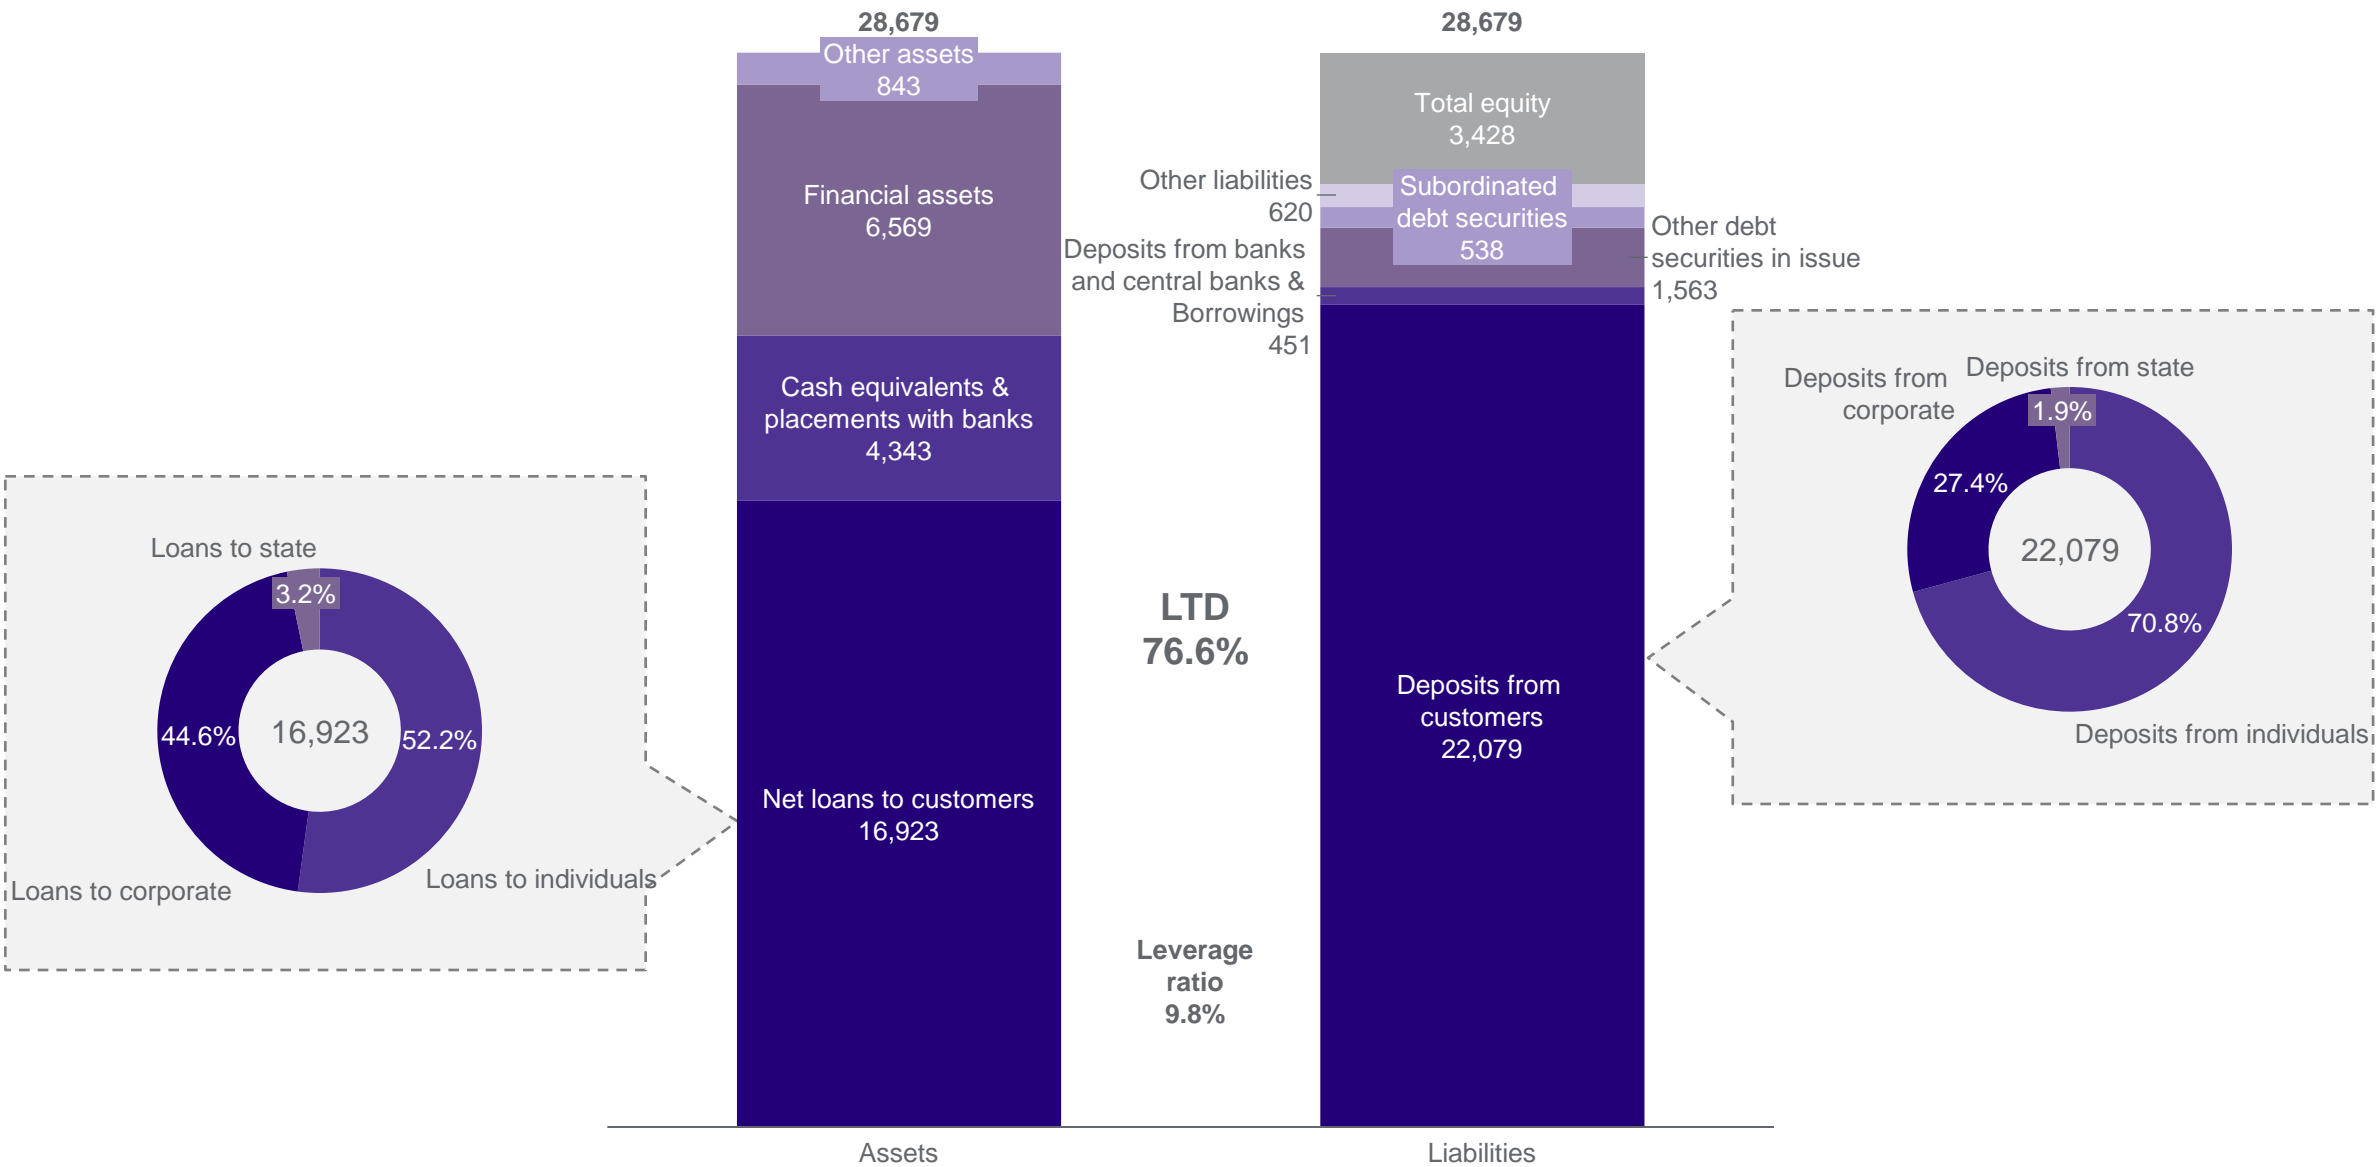 28,679
Other assets
843
Financial assets
6,569
Cash equivalents &
placements with banks
4,343
Net loans to customers
16,923
Assets
Loans to state
3.2%
44.6%
16,923
52.2%
Loans to corporate
Loans to individuals
LTD
76.6%
Leverage
ratio
9.8%
28,679
Total equity
3,428
Other liabilities
620
Subordinated
debt securities
538
Other debt
securities in issue
1,563
Deposits from banks
and central banks &
Borrowings
451
Deposits from
customers
22,079
Liabilities
Deposits from state
Deposits from
corporate
1.9%
27.4%
22,079
70.8%
Deposits from individuals